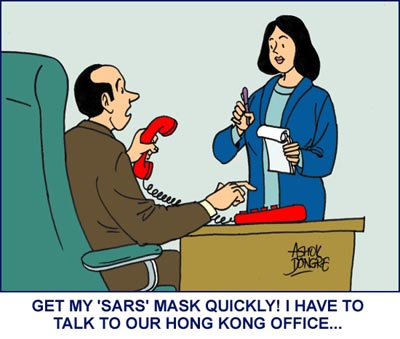 ASHOK
DONGRE
GET MY 'SARS' MASK QUICKLY! I HAVE TO
TALK TO OUR HONG KONG OFFICE...